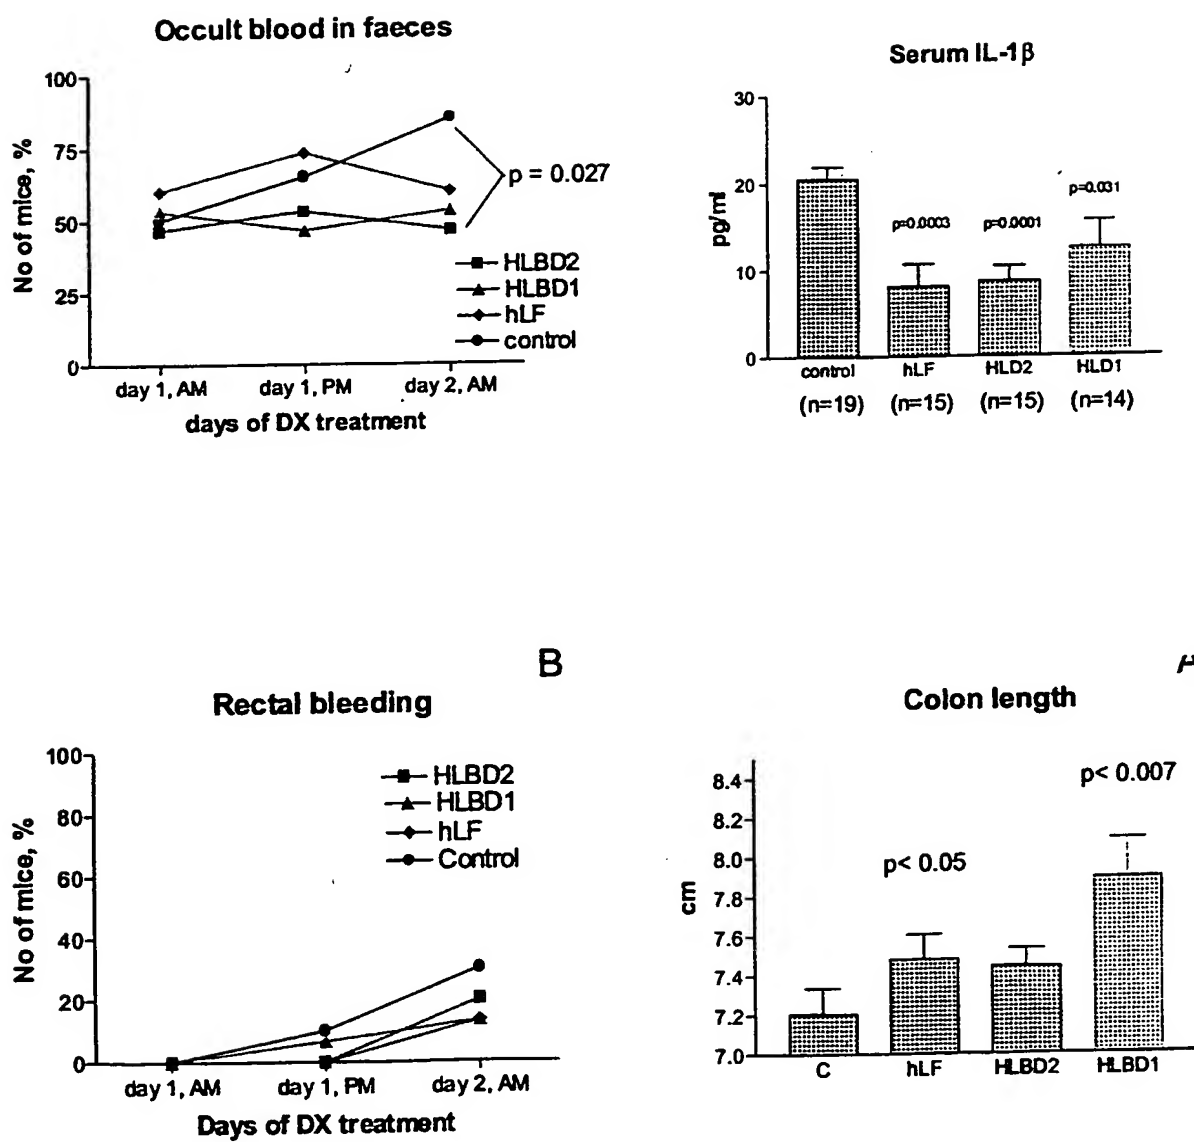 Occult blood in faeces
100
75
50
25
0
No of mice, %
p = 0.027
HLBD2
HLBD1
hLF
control
day 1, AM
day 1, PM
day 2, AM
days of DX treatment
Serum IL-1β
30
20
10
0
pg/ml
p=0.0003
p=0.0001
p=0.031
control
hLF
HLD2
HLD1
(n=19)
(n=15)
(n=15)
(n=14)
B
Rectal bleeding
100
80
60
40
20
0
No of mice, %
HLBD2
HLBD1
hLF
Control
day 1, AM
day 1, PM
day 2, AM
Days of DX treatment
Colon length
8.4
8.2
8.0
7.8
7.6
7.4
7.2
7.0
cm
p< 0.05
p< 0.007
C
hLF
HLBD2
HLBD1